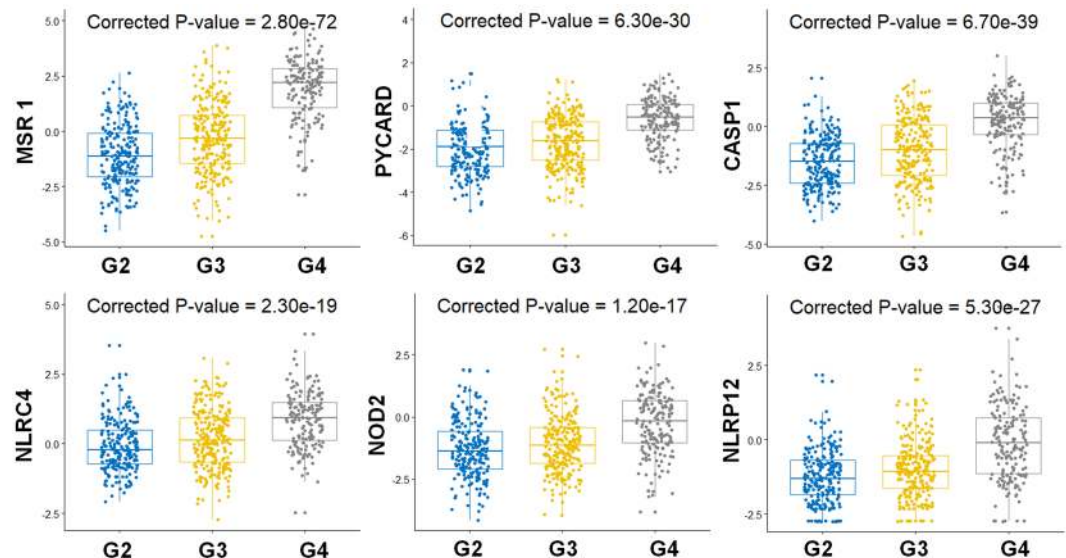 Corrected P-value = 2.80e-72
MSR 1
5.0
2.5
0.0
-2.5
-5.0
G2 G3 G4
Corrected P-value = 6.30e-30
PYCARD
4
2
-0
-2
-4
-6
G2 G3 G4
Corrected P-value = 6.70e-39
CASP1
2.5
0.0
-2.5
-5.0
G2 G3 G4
Corrected P-value = 2.30e-19
NLRC4
5.0
2.5
0.0
-2.5
G2 G3 G4
Corrected P-value = 1.20e-17
NOD2
2.5
0.0
-2.5
G2 G3 G4
Corrected P-value = 5.30e-27
NLRP12
-2.5
-0.0
-2.5
G2 G3 G4